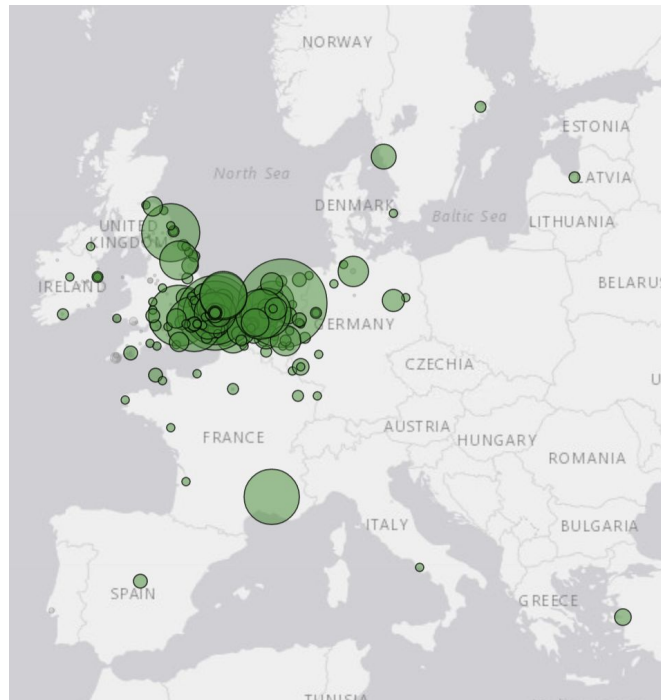 NORWAY
ESTONIA
North Sea
LATVIA
DENMARK
Baltic Sea
LITHUANIA
UNITED
KINGDOM
IRELAND
BELARUS
GERMANY
CZECHIA
U
AUSTRIA
FRANCE
HUNGARY
ROMANIA
ITALY
BULGARIA
SPAIN
GREECE
TUNISIA